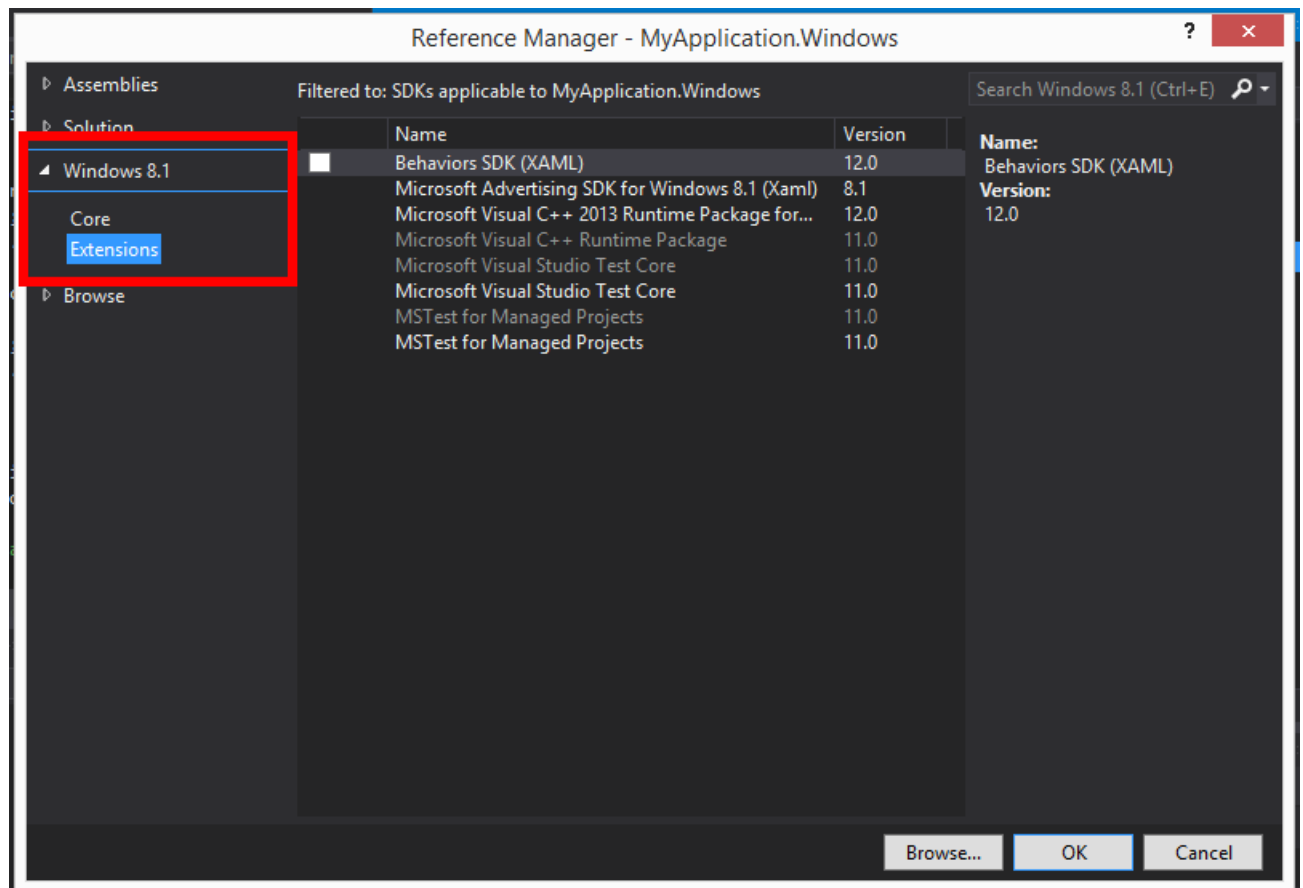 Reference Manager - MyApplication.Windows
?
Assemblies
Filtered to: SDKs applicable to MyApplication.Windows
Search Windows 8.1 (Ctrl+E)
Solution
Windows 8.1
Core
Extensions
Browse
Name Version
Behaviors SDK (XAML) 12.0
Microsoft Advertising SDK for Windows 8.1 (Xaml) 8.1
Microsoft Visual C++ 2013 Runtime Package for... 12.0
Microsoft Visual C++ Runtime Package 11.0
Microsoft Visual Studio Test Core 11.0
Microsoft Visual Studio Test Core 11.0
MSTest for Managed Projects 11.0
MSTest for Managed Projects 11.0
Name:
Behaviors SDK (XAML)
Version:
12.0
Browse... OK Cancel